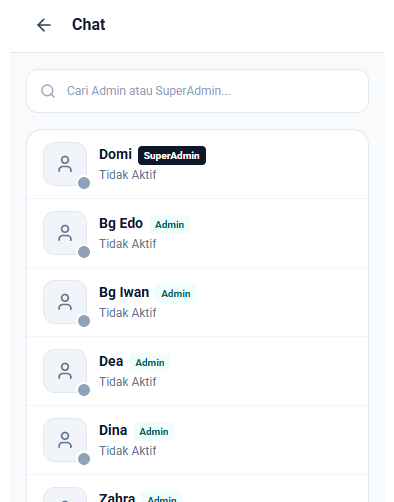 Chat
Cari Admin atau SuperAdmin...
Domi SuperAdmin
Tidak Aktif
Bg Edo Admin
Tidak Aktif
Bg Iwan Admin
Tidak Aktif
Dea Admin
Tidak Aktif
Dina Admin
Tidak Aktif
Zahra Admin